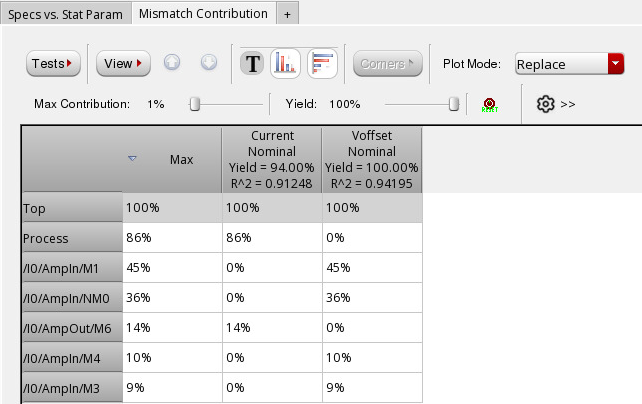 Specs vs. Stat Param Mismatch Contribution +
Tests View T Corners Plot Mode: Replace
Max Contribution: 1% Yield: 100% >>
Max
Current
Nominal
Yield = 94.00%
R^2 = 0.91248
Voffset
Nominal
Yield = 100.00%
R^2 = 0.94195
Top 100% 100% 100%
Process 86% 86% 0%
/I0/AmpIn/M1 45% 0% 45%
/I0/AmpIn/NM0 36% 0% 36%
/I0/AmpOut/M6 14% 14% 0%
/I0/AmpIn/M4 10% 0% 10%
/I0/AmpIn/M3 9% 0% 9%